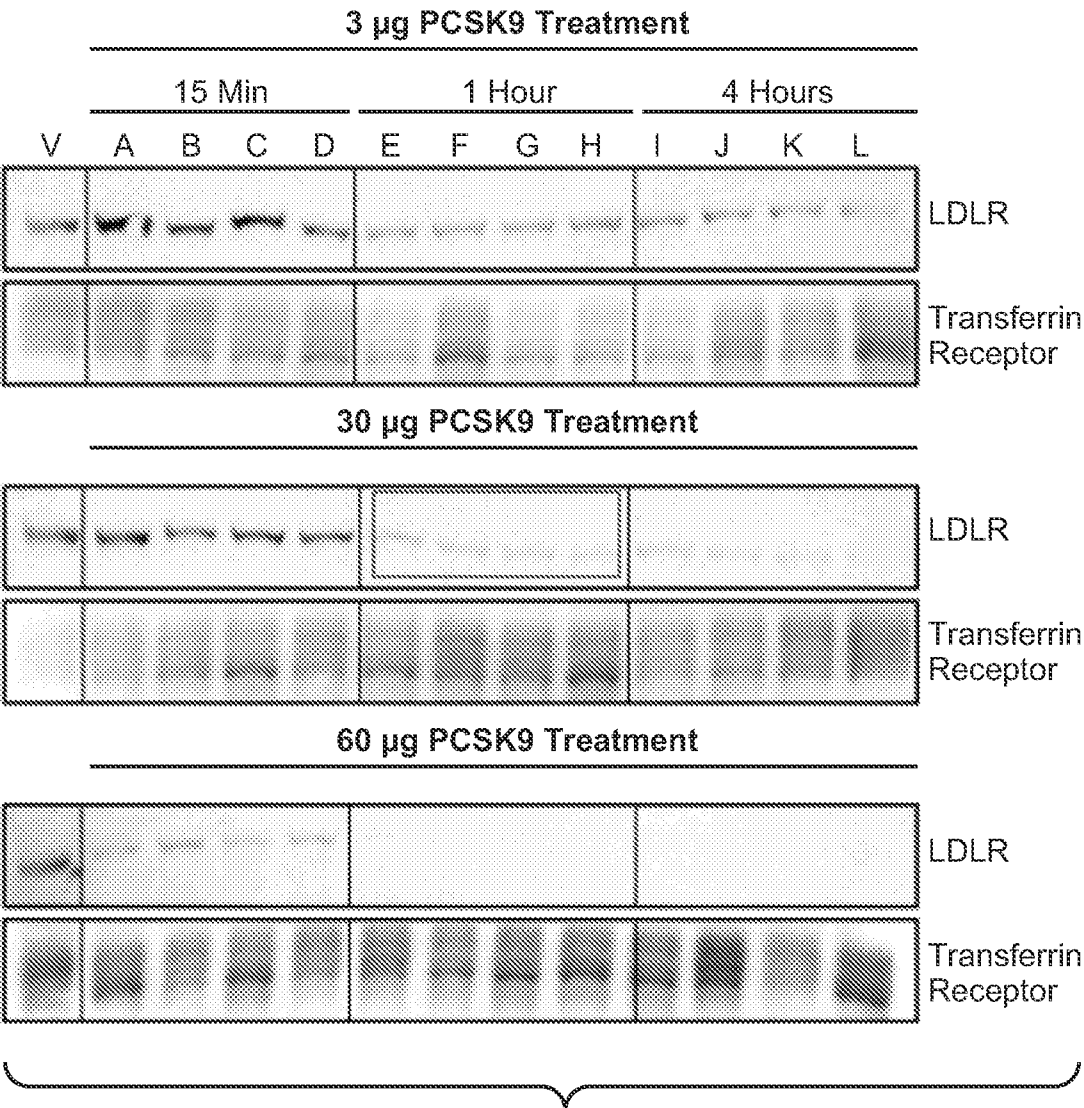 3 µg PCSK9 Treatment
15 Min 1 Hour 4 Hours
V A B C D E F G H I J K L
LDLR
Transferrin
Receptor
30 µg PCSK9 Treatment
LDLR
Transferrin
Receptor
60 µg PCSK9 Treatment
LDLR
Transferrin
Receptor